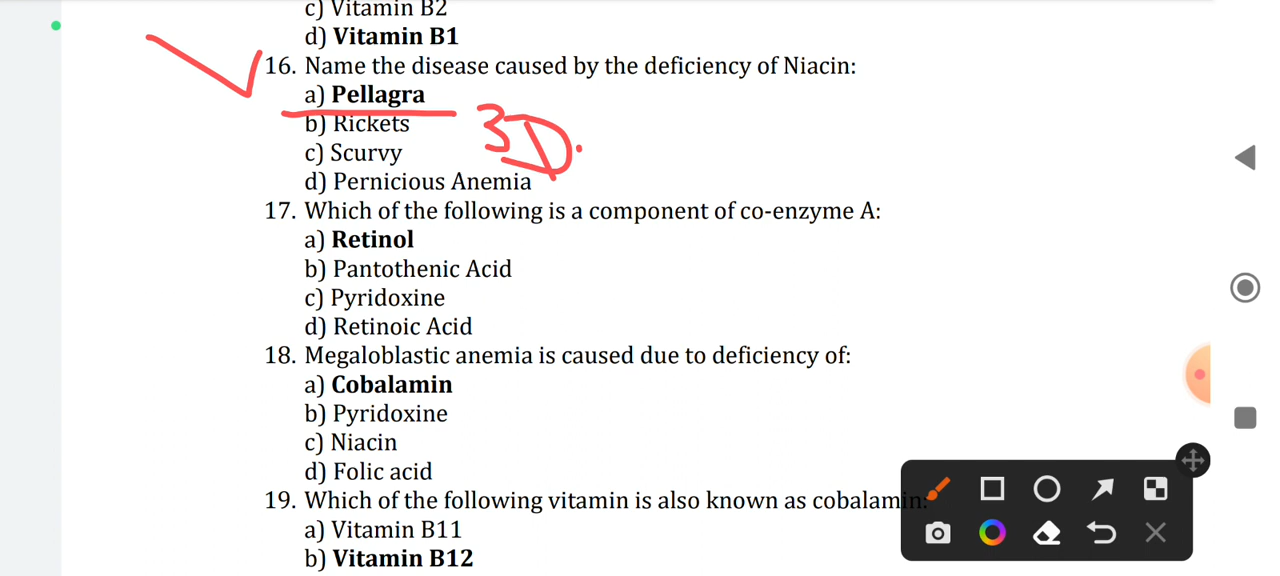 c) Vitamin B2
d) Vitamin B1
16. Name the disease caused by the deficiency of Niacin:
a) Pellagra
b) Rickets
3D.
c) Scurvy
d) Pernicious Anemia
17. Which of the following is a component of co-enzyme A:
a) Retinol
b) Pantothenic Acid
c) Pyridoxine
d) Retinoic Acid
18. Megaloblastic anemia is caused due to deficiency of:
a) Cobalamin
b) Pyridoxine
c) Niacin
d) Folic acid
19. Which of the following vitamin is also known as cobalamin:
a) Vitamin B11
b) Vitamin B12